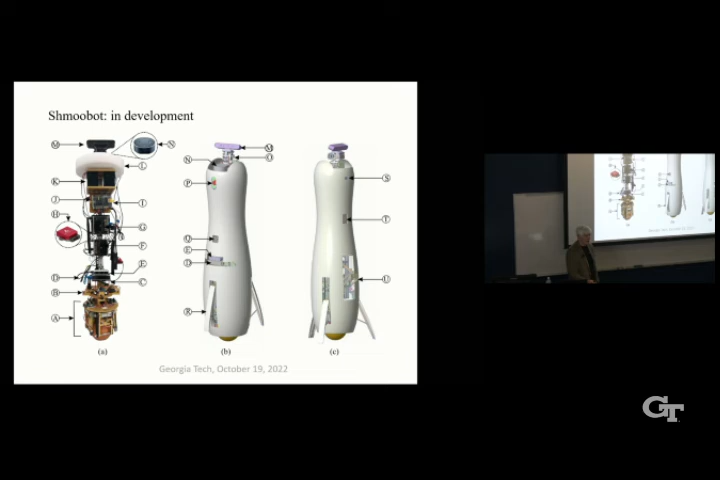 Shmoobot: in development
M
N
L
K
J
I
H
G
F
E
D
C
B
A
(a)
N
M
O
P
Q
E
D
R
(b)
S
T
U
(c)
Georgia Tech, October 19, 2022
GT